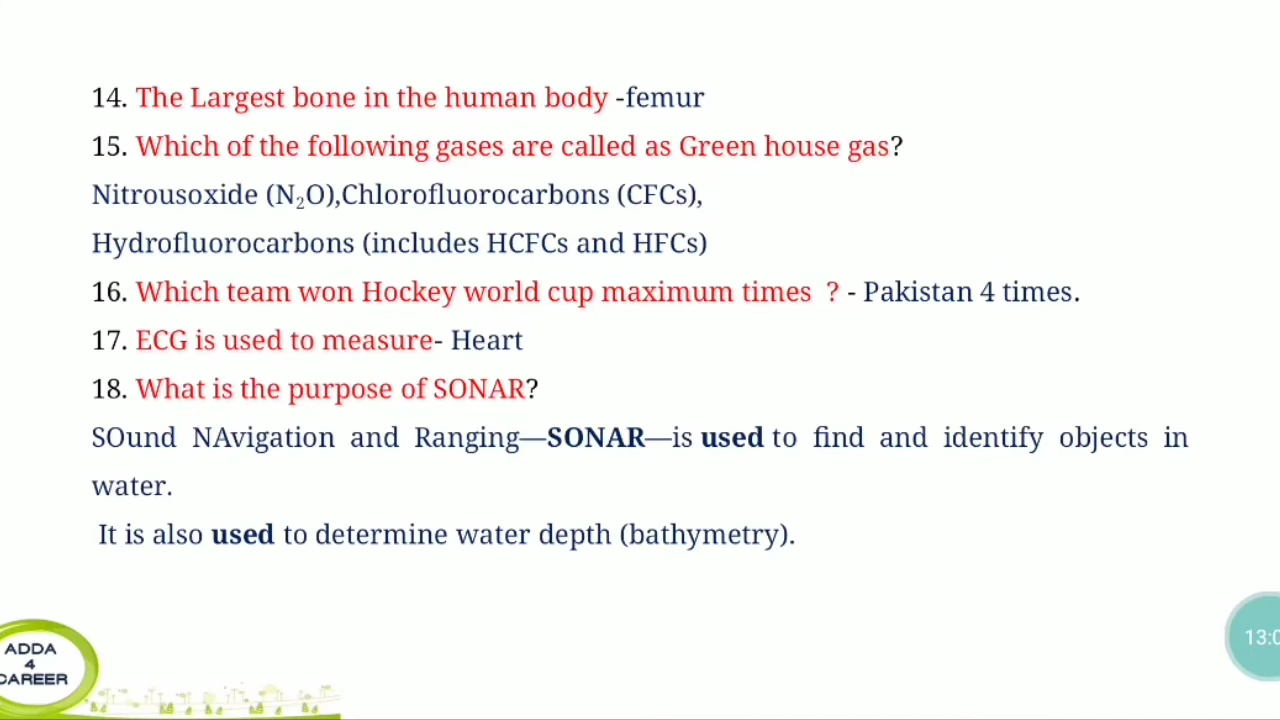 14. The Largest bone in the human body -femur
15. Which of the following gases are called as Green house gas?
Nitrousoxide (N₂O),Chlorofluorocarbons (CFCs),
Hydrofluorocarbons (includes HCFCs and HFCs)
16. Which team won Hockey world cup maximum times ? - Pakistan 4 times.
17. ECG is used to measure- Heart
18. What is the purpose of SONAR?
SOund NAvigation and Ranging—SONAR—is used to find and identify objects in
water.
It is also used to determine water depth (bathymetry).
ADDA
4
CAREER